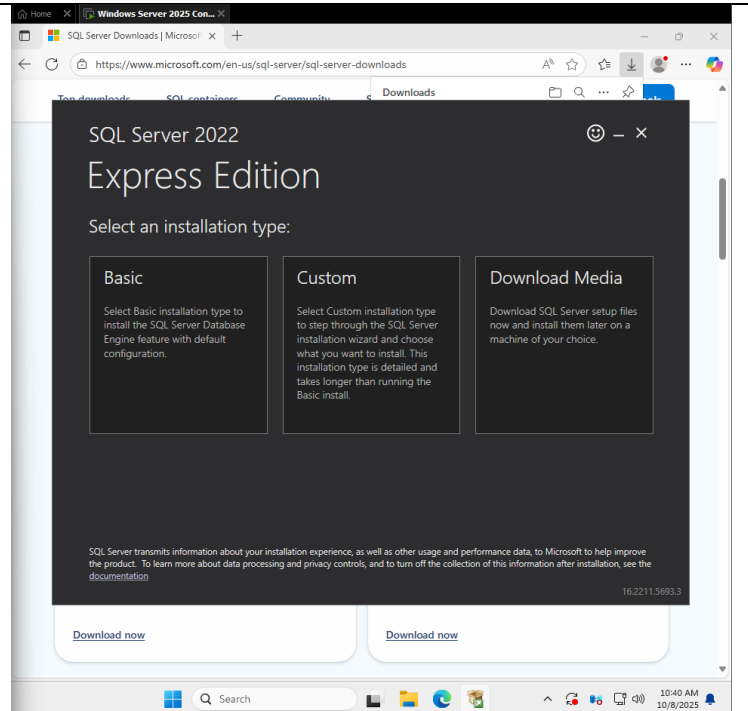 Home
Windows Server 2025 Con...
SQL Server Downloads | Microsof
https://www.microsoft.com/en-us/sql-server/sql-server-downloads
Downloads
Top downloads SQL containers Community
SQL Server 2022
Express Edition
Select an installation type:
Basic
Select Basic installation type to
install the SQL Server Database
Engine feature with default
configuration.
Custom
Select Custom installation type
to step through the SQL Server
installation wizard and choose
what you want to install. This
installation type is detailed and
takes longer than running the
Basic install.
Download Media
Download SQL Server setup files
now and install them later on a
machine of your choice.
SQL Server transmits information about your installation experience, as well as other usage and performance data, to Microsoft to help improve
the product. To learn more about data processing and privacy controls, and to turn off the collection of this information after installation, see the
documentation
16.2211.5693.3
Download now
Download now
Search
10:40 AM
10/8/2025